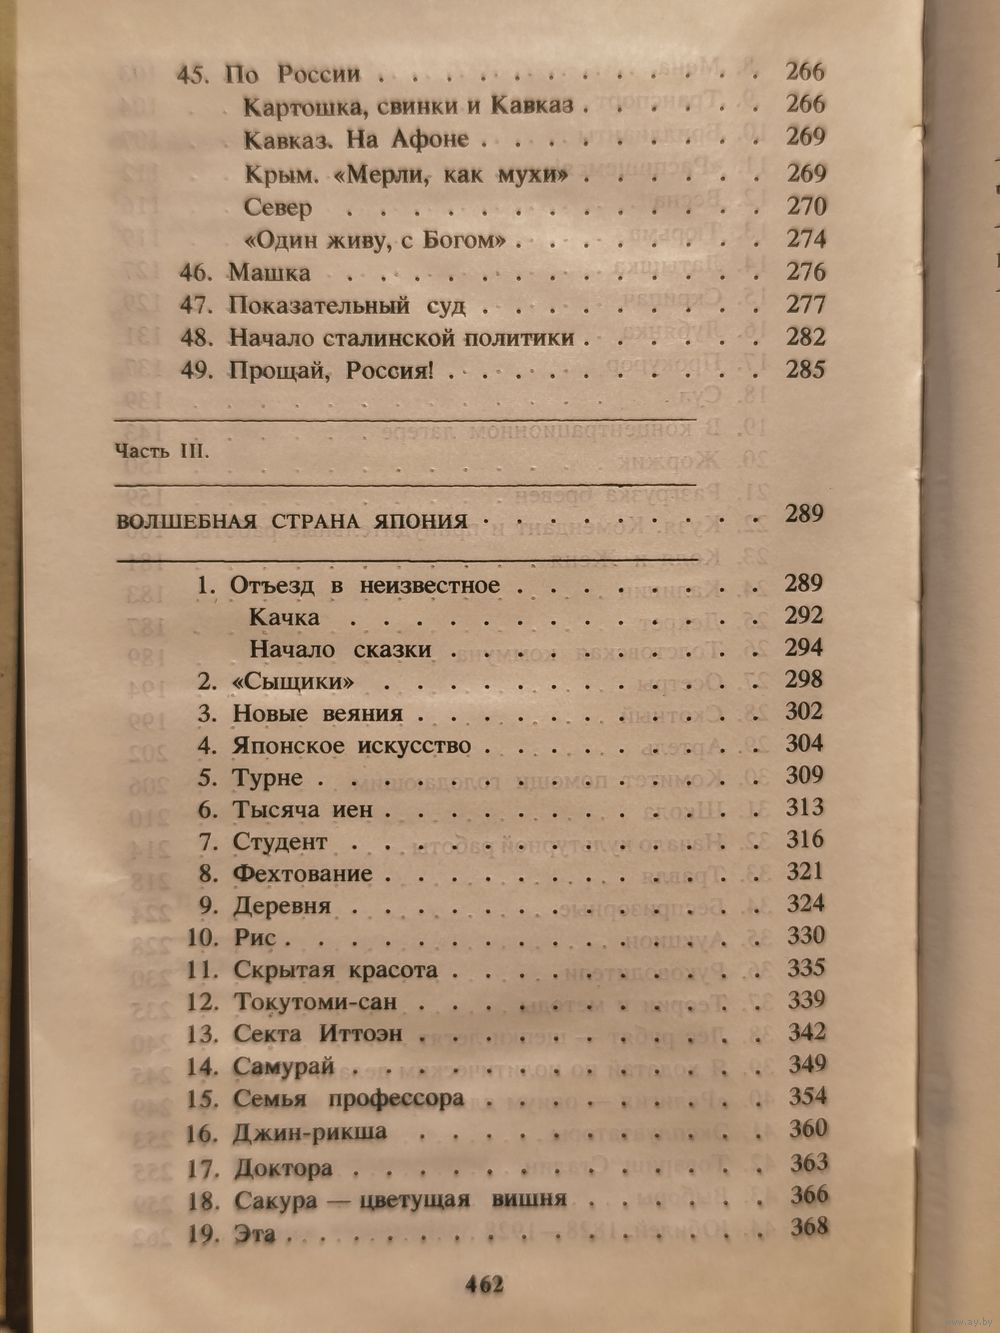 45. По России . . . . . . . . . . . . 266
Картошка, свинки и Кавказ . . . . . . 266
Кавказ. На Афоне . . . . . . . . . 269
Крым. «Мерли, как мухи» . . . . . . 269
Север . . . . . . . . . . . . . 270
«Один живу, с Богом» . . . . . . . . 274
46. Машка . . . . . . . . . . . . . 276
47. Показательный суд . . . . . . . . . 277
48. Начало сталинской политики . . . . . . 282
49. Прощай, Россия! . . . . . . . . . . 285
Часть III.
ВОЛШЕБНАЯ СТРАНА ЯПОНИЯ . . . . . . . . . 289
1. Отъезд в неизвестное . . . . . . . . 289
Качка . . . . . . . . . . . . . 292
Начало сказки . . . . . . . . . . 294
2. «Сыщики» . . . . . . . . . . . . 298
3. Новые веяния . . . . . . . . . . . 302
4. Японское искусство . . . . . . . . . 304
5. Турне . . . . . . . . . . . . . . 309
6. Тысяча иен . . . . . . . . . . . . 313
7. Студент . . . . . . . . . . . . . 316
8. Фехтование . . . . . . . . . . . . 321
9. Деревня . . . . . . . . . . . . . 324
10. Рис . . . . . . . . . . . . . . . 330
11. Скрытая красота . . . . . . . . . . 335
12. Токутоми-сан . . . . . . . . . . . 339
13. Секта Иттоэн . . . . . . . . . . . 342
14. Самурай . . . . . . . . . . . . . 349
15. Семья профессора . . . . . . . . . 354
16. Джин-рикша . . . . . . . . . . . 360
17. Доктора . . . . . . . . . . . . . 363
18. Сакура — цветущая вишня . . . . . . 366
19. Эта . . . . . . . . . . . . . . . 368
462
www.ay.by